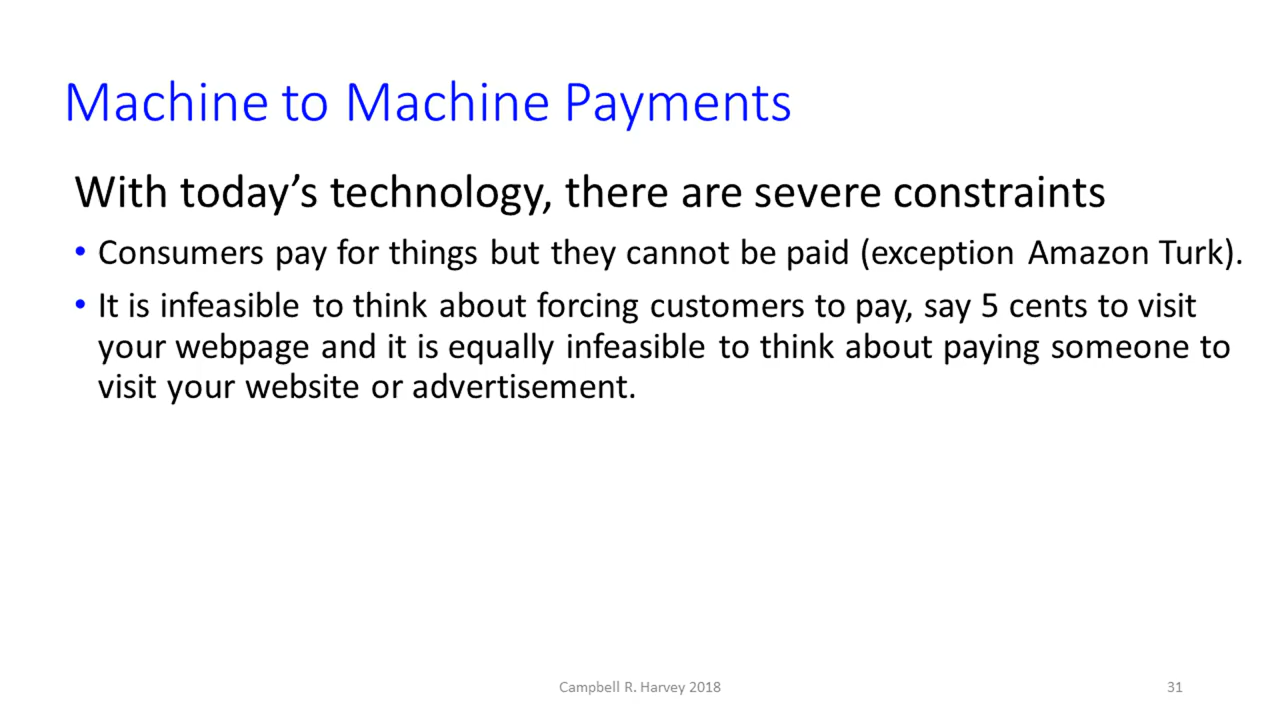 Machine to Machine Payments
With today’s technology, there are severe constraints
• Consumers pay for things but they cannot be paid (exception Amazon Turk).
• It is infeasible to think about forcing customers to pay, say 5 cents to visit
your webpage and it is equally infeasible to think about paying someone to
visit your website or advertisement.
Campbell R. Harvey 2018
31